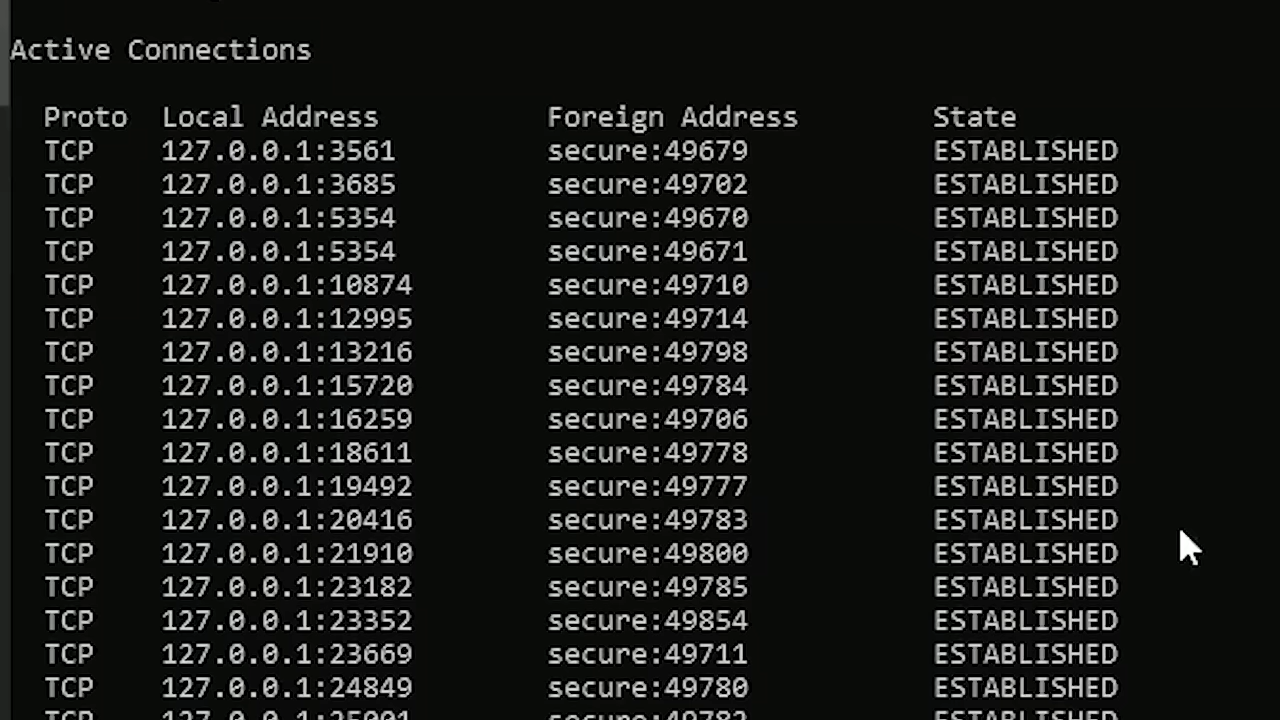 Active Connections
Proto Local Address Foreign Address State
TCP 127.0.0.1:3561 secure:49679 ESTABLISHED
TCP 127.0.0.1:3685 secure:49702 ESTABLISHED
TCP 127.0.0.1:5354 secure:49670 ESTABLISHED
TCP 127.0.0.1:5354 secure:49671 ESTABLISHED
TCP 127.0.0.1:10874 secure:49710 ESTABLISHED
TCP 127.0.0.1:12995 secure:49714 ESTABLISHED
TCP 127.0.0.1:13216 secure:49798 ESTABLISHED
TCP 127.0.0.1:15720 secure:49784 ESTABLISHED
TCP 127.0.0.1:16259 secure:49706 ESTABLISHED
TCP 127.0.0.1:18611 secure:49778 ESTABLISHED
TCP 127.0.0.1:19492 secure:49777 ESTABLISHED
TCP 127.0.0.1:20416 secure:49783 ESTABLISHED
TCP 127.0.0.1:21910 secure:49800 ESTABLISHED
TCP 127.0.0.1:23182 secure:49785 ESTABLISHED
TCP 127.0.0.1:23352 secure:49854 ESTABLISHED
TCP 127.0.0.1:23669 secure:49711 ESTABLISHED
TCP 127.0.0.1:24849 secure:49780 ESTABLISHED
TCP ESTABLISHED